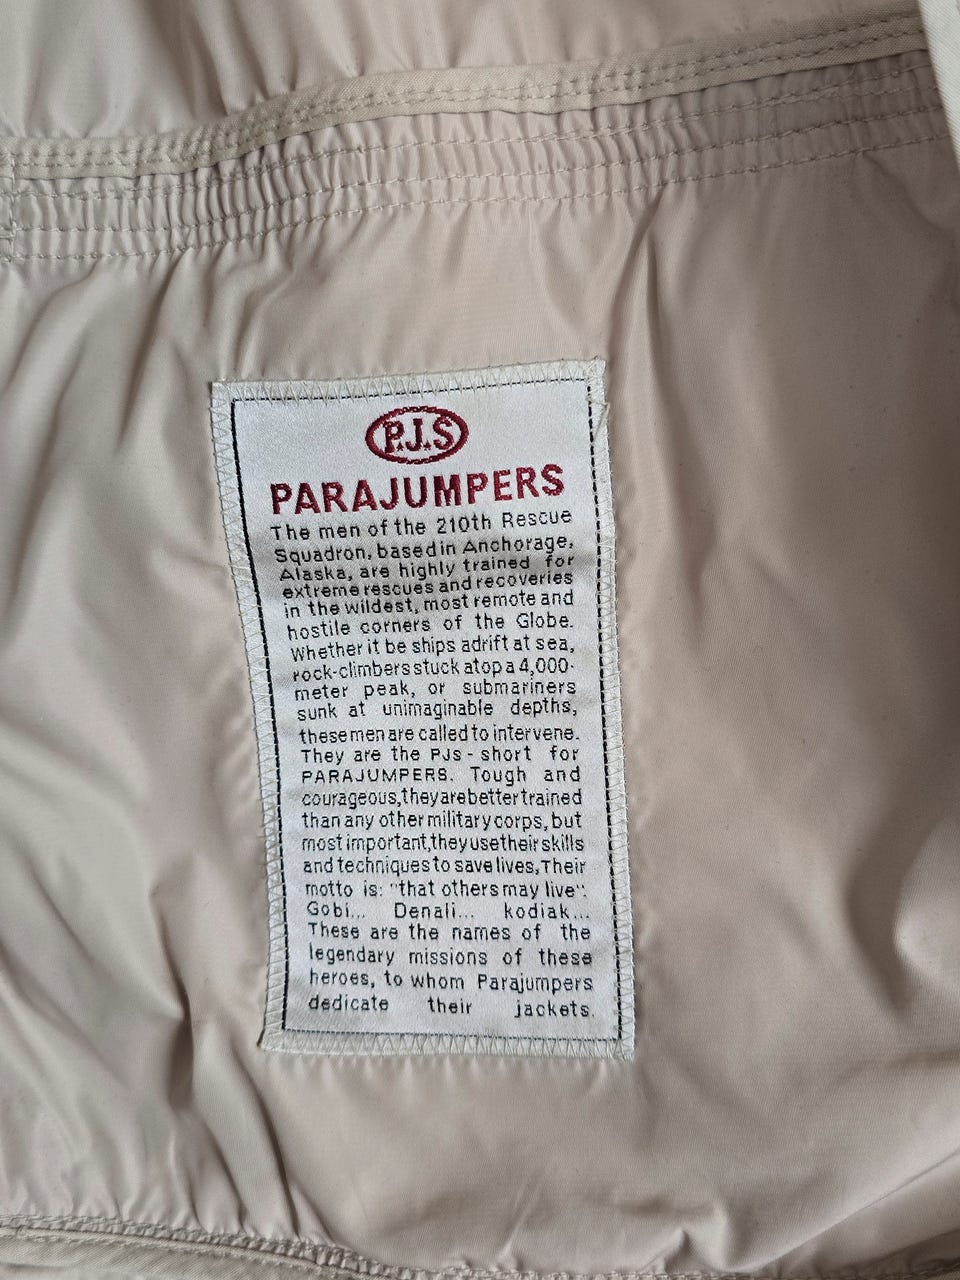 P.J.S
PARAJUMPERS
The men of the 210th Rescue
Squadron, based in Anchorage,
Alaska, are highly trained for
extreme rescues and recoveries
in the wildest, most remote and
hostile corners of the Globe.
Whether it be ships adrift at sea,
rock-climbers stuck atop a 4,000-
meter peak, or submariners
sunk at unimaginable depths,
these men are called to intervene.
They are the PJs - short for
PARAJUMPERS. Tough and
courageous, they are better trained
than any other military corps, but
most important, they use their skills
and techniques to save lives, Their
motto is: "that others may live".
Gobi... Denali... kodiak...
These are the names of the
legendary missions of these
heroes, to whom Parajumpers
dedicate their jackets.